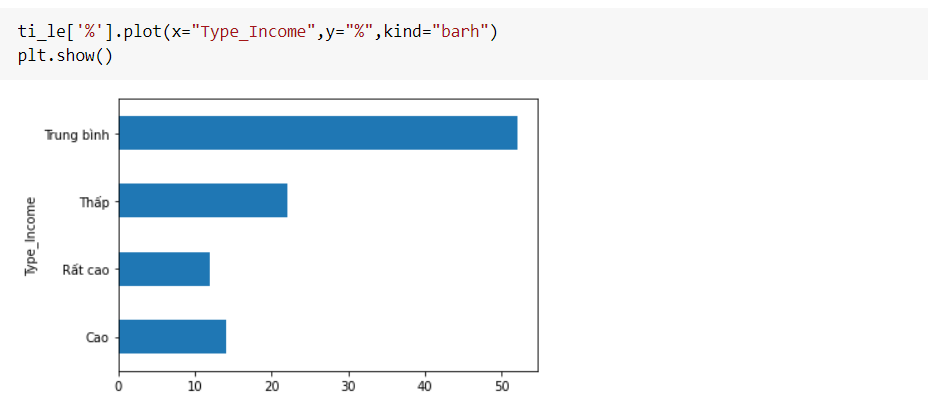 ti_le['%'].plot(x="Type_Income",y="%",kind="barh")
plt.show()
Trung bình
Thấp
Rất cao
Cao
Type_Income
0 10 20 30 40 50